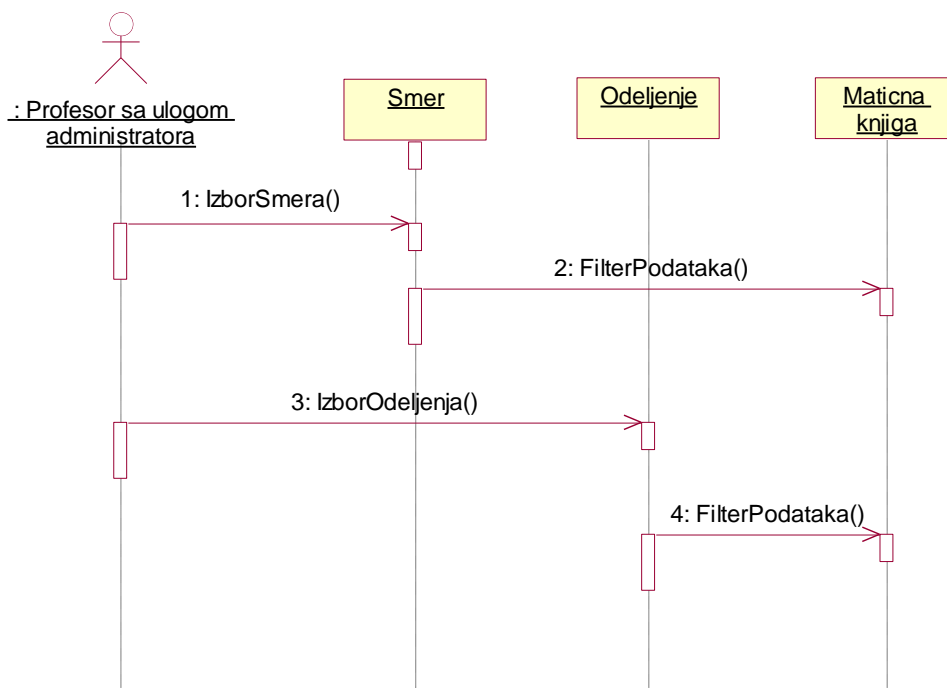 : Profesor sa ulogom
administratora
Smer
Odeljenje
Maticna
knjiga
1: IzborSmera()
2: FilterPodataka()
3: IzborOdeljenja()
4: FilterPodataka()